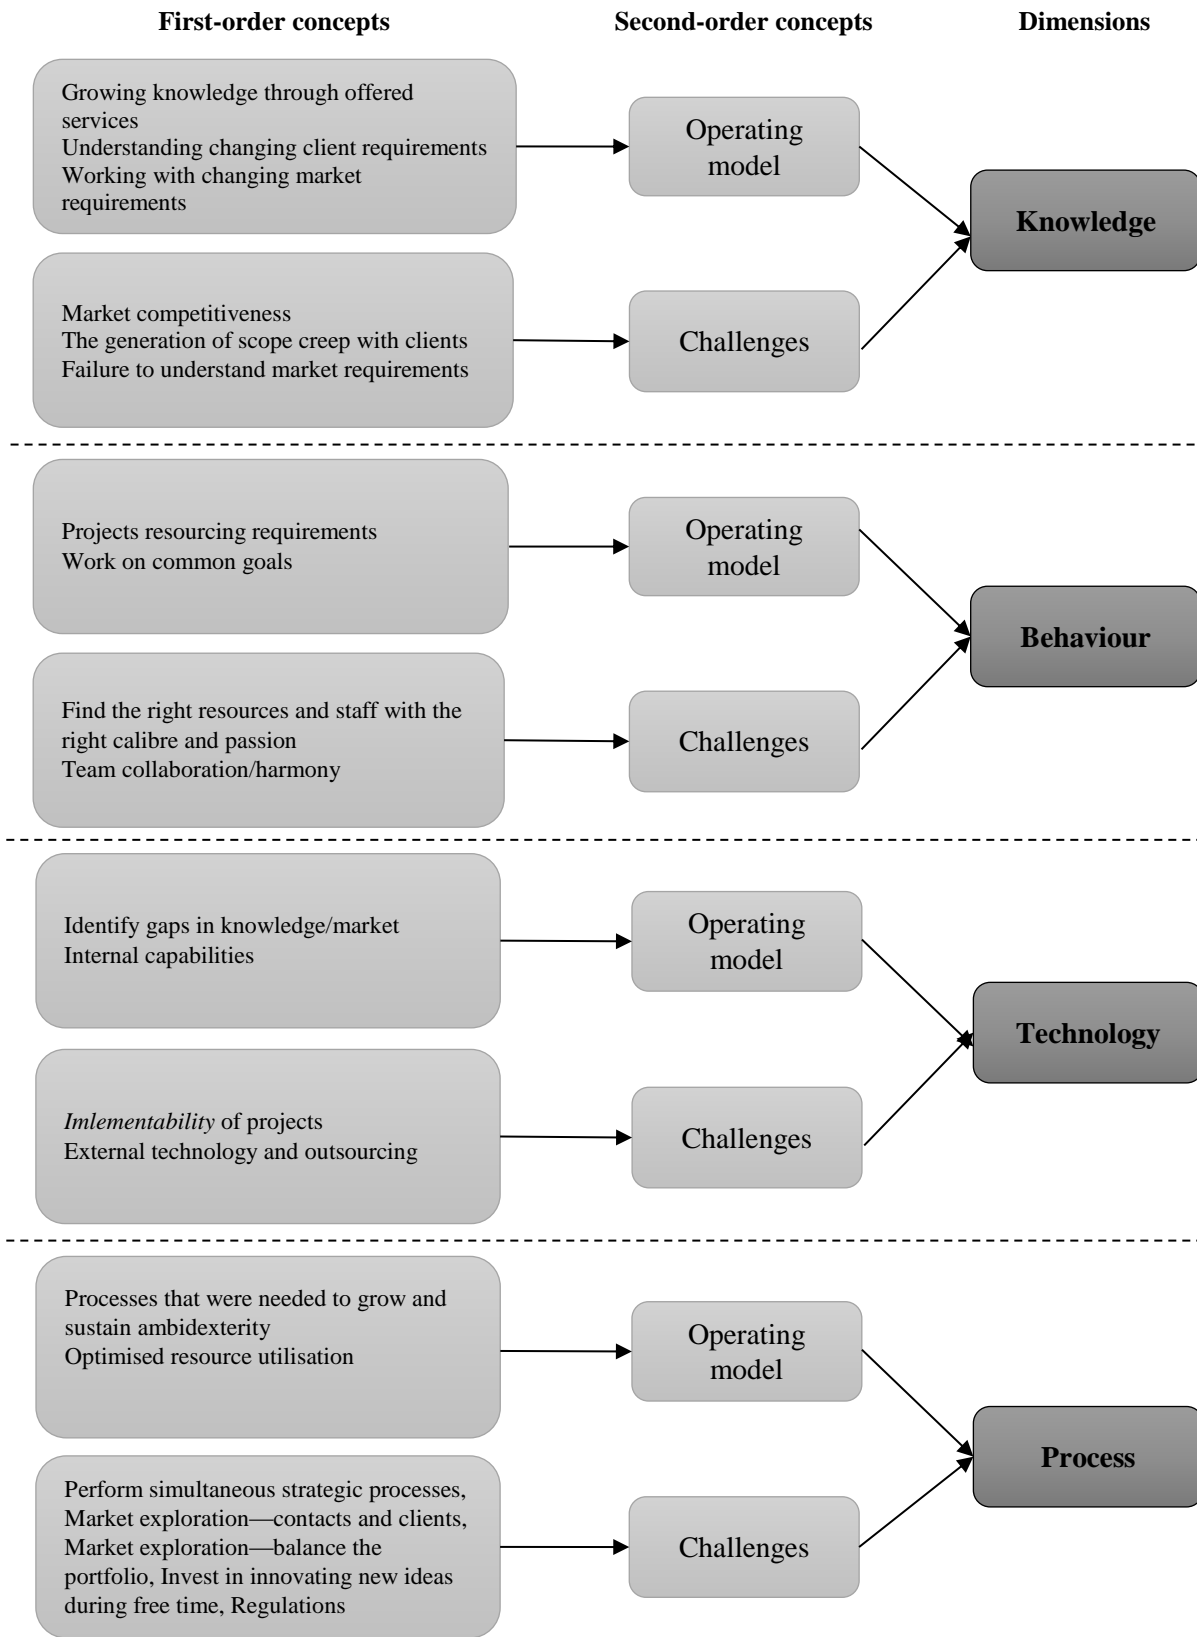 First-order concepts
Second-order concepts
Dimensions
Growing knowledge through offered
services
Understanding changing client requirements
Working with changing market
requirements
Operating
model
Knowledge
Market competitiveness
The generation of scope creep with clients
Failure to understand market requirements
Challenges
Projects resourcing requirements
Work on common goals
Operating
model
Behaviour
Find the right resources and staff with the
right calibre and passion
Team collaboration/harmony
Challenges
Identify gaps in knowledge/market
Internal capabilities
Operating
model
Technology
Imlementability of projects
External technology and outsourcing
Challenges
Processes that were needed to grow and
sustain ambidexterity
Optimised resource utilisation
Operating
model
Process
Perform simultaneous strategic processes,
Market exploration—contacts and clients,
Market exploration—balance the
portfolio, Invest in innovating new ideas
during free time, Regulations
Challenges